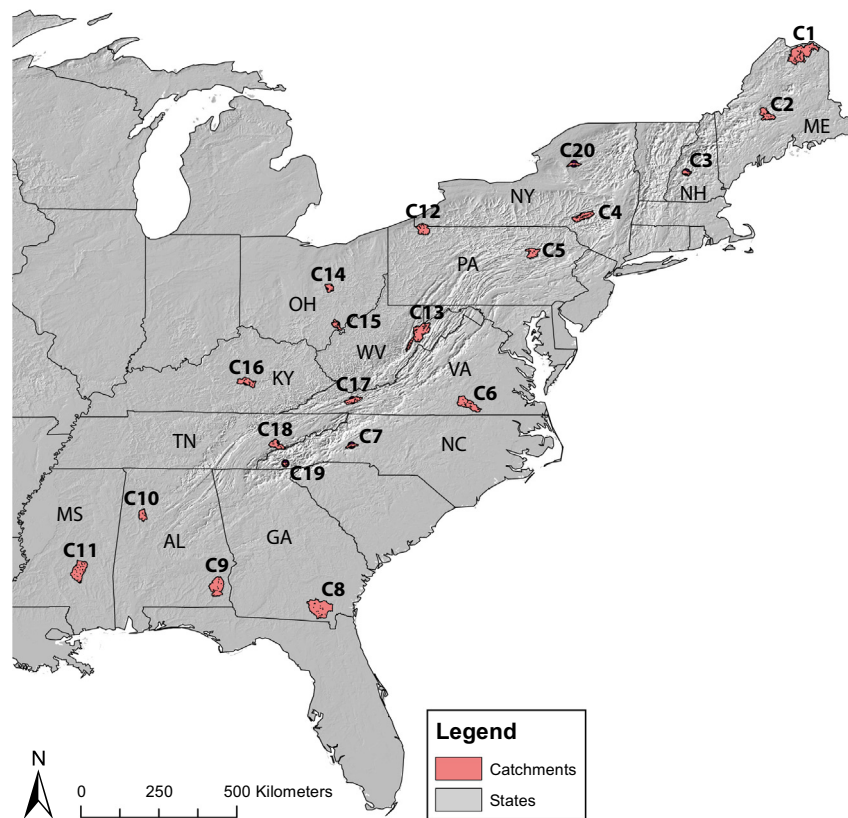 C1
C2
ME
C20
C3
NY
NH
C12
C4
C5
PA
C14
OH
C13
C15
WV
C16
KY
VA
C17
C6
C18
C7
TN
NC
C19
C10
MS
AL
GA
C11
C9
C8
Legend
Catchments
States
N
0 250 500 Kilometers